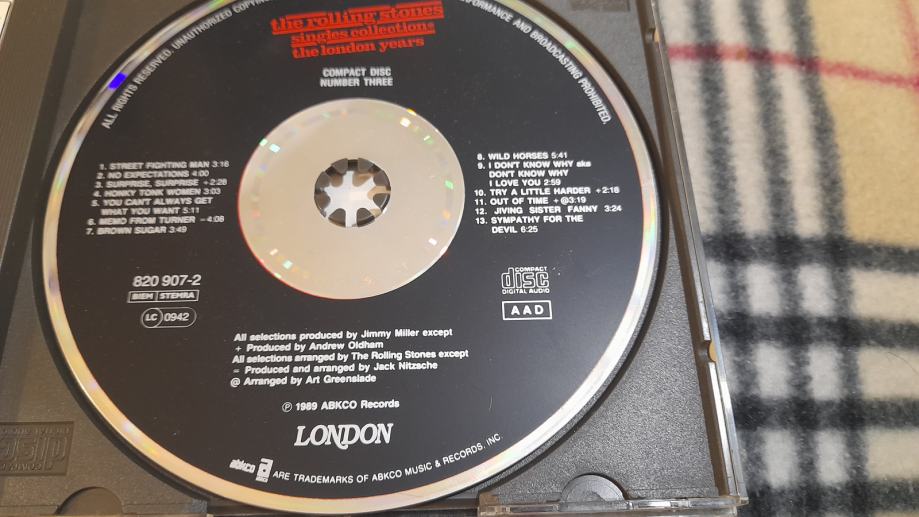 ALL RIGHTS RESERVED. UNAUTHORIZED
PERFORMANCE AND BROADCASTING PROHIBITED.
the rolling stones
singles collection*
the london years
COMPACT DISC
NUMBER THREE
1. STREET FIGHTING MAN 3:16
2. NO EXPECTATIONS 4:00
3. SURPRISE, SURPRISE +2:28
4. HONKY TONK WOMEN 3:03
5. YOU CAN'T ALWAYS GET
WHAT YOU WANT 5:11
6. MEMO FROM TURNER =4:08
7. BROWN SUGAR 3:49
8. WILD HORSES 5:41
9. I DON'T KNOW WHY aka
DON'T KNOW WHY
I LOVE YOU 2:59
10. TRY A LITTLE HARDER +2:18
11. OUT OF TIME +@3:19
12. JIVING SISTER FANNY 3:24
13. SYMPATHY FOR THE
DEVIL 6:25
820 907-2
BIEM STEMRA
LC 0942
COMPACT
disc
DIGITAL AUDIO
AAD
All selections produced by Jimmy Miller except
+ Produced by Andrew Oldham
All selections arranged by The Rolling Stones except
= Produced and arranged by Jack Nitzsche
@ Arranged by Art Greenslade
℗ 1989 ABKCO Records
LONDON
abkco ARE TRADEMARKS OF ABKCO MUSIC & RECORDS, INC.